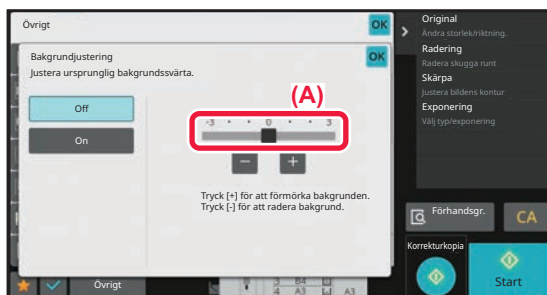 Övrigt
OK
Bakgrundjustering
OK
Justera ursprunglig bakgrundssvärta.
Off
On
(A)
-3 0 3
Tryck [+] för att förmörka bakgrunden.
Tryck [-] för att radera bakgrund.
Original
Ändra storlek/riktning.
Radering
Radera skugga runt
Skärpa
Justera bildens kontur
Exponering
Välj typ/exponering
Förhandsgr.
CA
Korrekturkopia
Start
Övrigt
3 B4
4 A3 A3